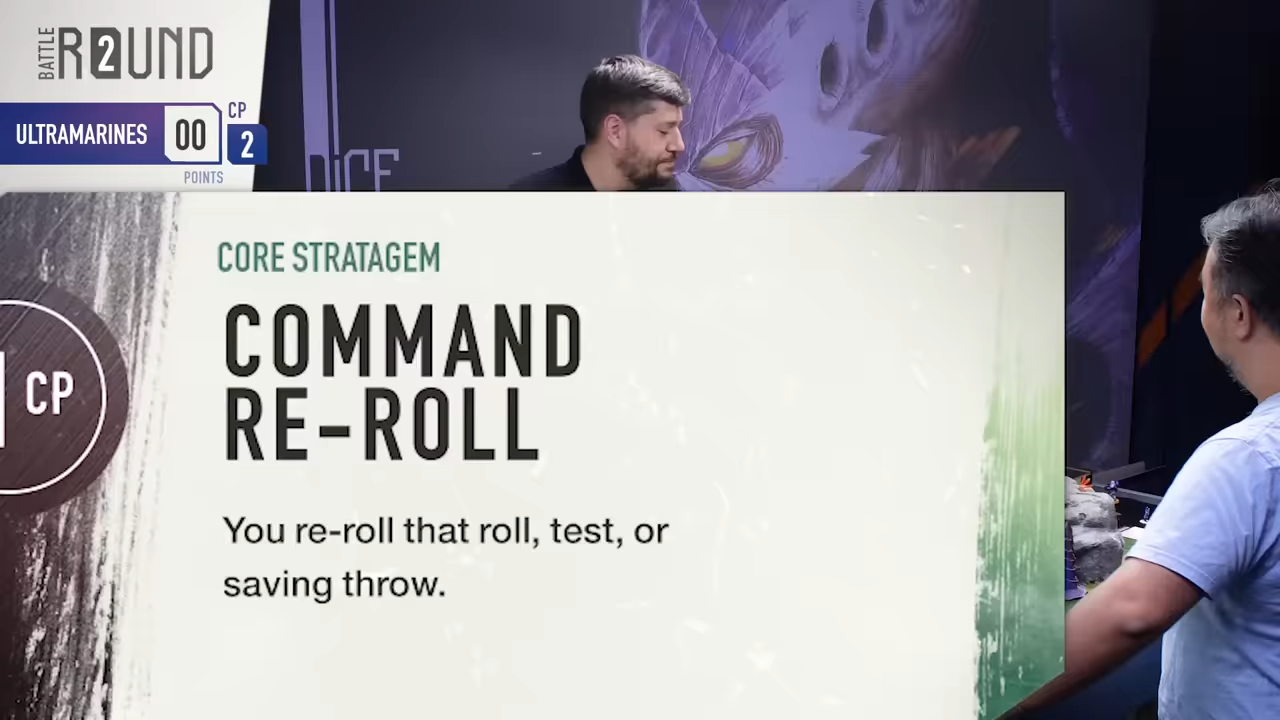 BATTLE
R2UND
ULTRAMARINES 00 CP 2
POINTS
CP
CORE STRATAGEM
COMMAND
RE-ROLL
You re-roll that roll, test, or
saving throw.